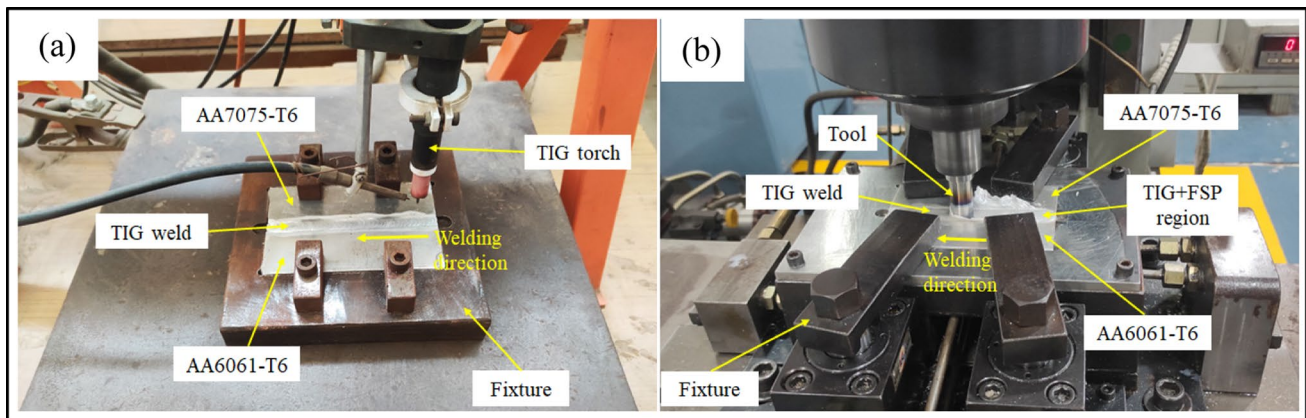 (a)
AA7075-T6
TIG torch
TIG weld
Welding
direction
AA6061-T6
Fixture
(b)
0
Tool
AA7075-T6
TIG weld
TIG+FSP
region
Welding
direction
AA6061-T6
Fixture